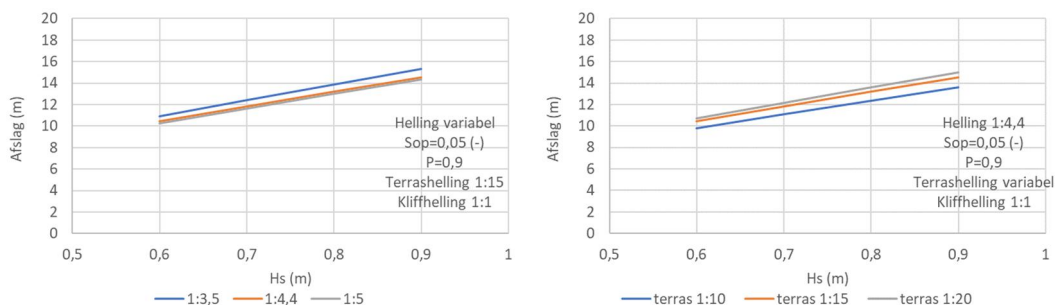 20
18
16
14
12
10
8
6
4
2
0
Afslag (m)
Helling variabel
Sop=0,05 (-)
P=0,9
Terrashelling 1:15
Kliffhelling 1:1
0,5 0,6 0,7 0,8 0,9 1
Hs (m)
1:3,5 1:4,4 1:5
20
18
16
14
12
10
8
6
4
2
0
Afslag (m)
Helling 1:4,4
Sop=0,05 (-)
P=0,9
Terrashelling variabel
Kliffhelling 1:1
0,5 0,6 0,7 0,8 0,9 1
Hs (m)
terras 1:10 terras 1:15 terras 1:20